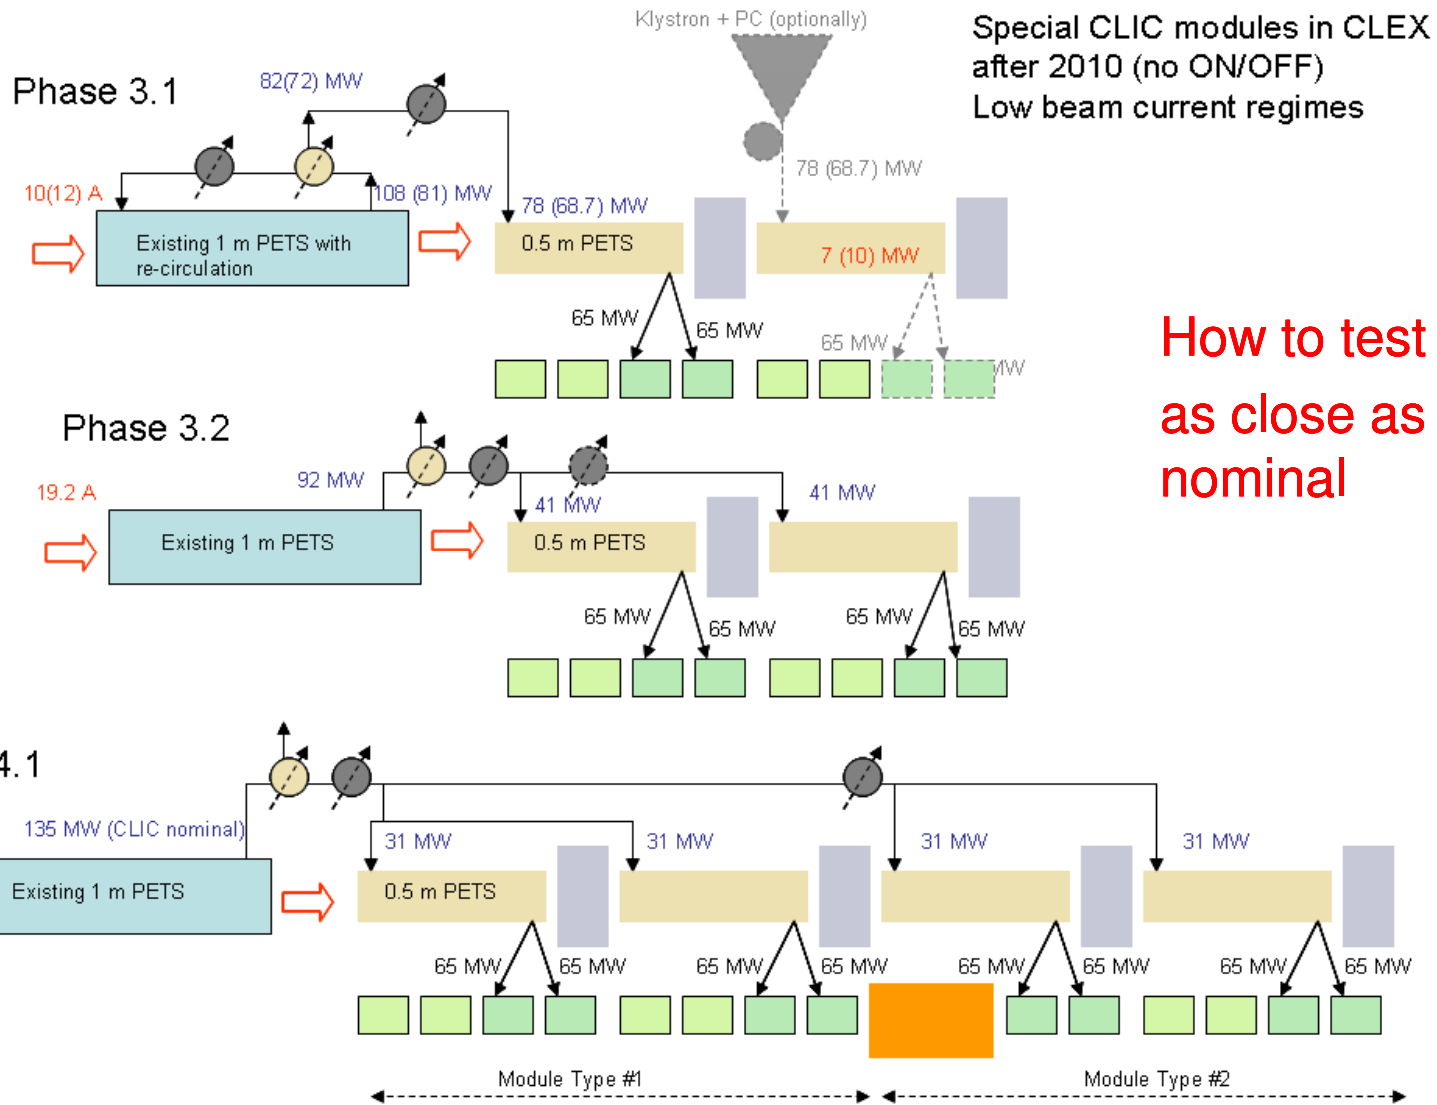 Klystron + PC (optionally)
Special CLIC modules in CLEX
after 2010 (no ON/OFF)
Low beam current regimes
Phase 3.1
82(72) MW
10(12) A
108 (81) MW
78 (68.7) MW
78 (68.7) MW
Existing 1 m PETS with
re-circulation
0.5 m PETS
7 (10) MW
65 MW
65 MW
65 MW
MW
How to test
as close as
nominal
Phase 3.2
92 MW
19.2 A
41 MW
41 MW
Existing 1 m PETS
0.5 m PETS
65 MW
65 MW
65 MW
65 MW
4.1
135 MW (CLIC nominal)
31 MW
31 MW
31 MW
31 MW
Existing 1 m PETS
0.5 m PETS
65 MW
65 MW
65 MW
65 MW
65 MW
65 MW
65 MW
65 MW
Module Type #1
Module Type #2